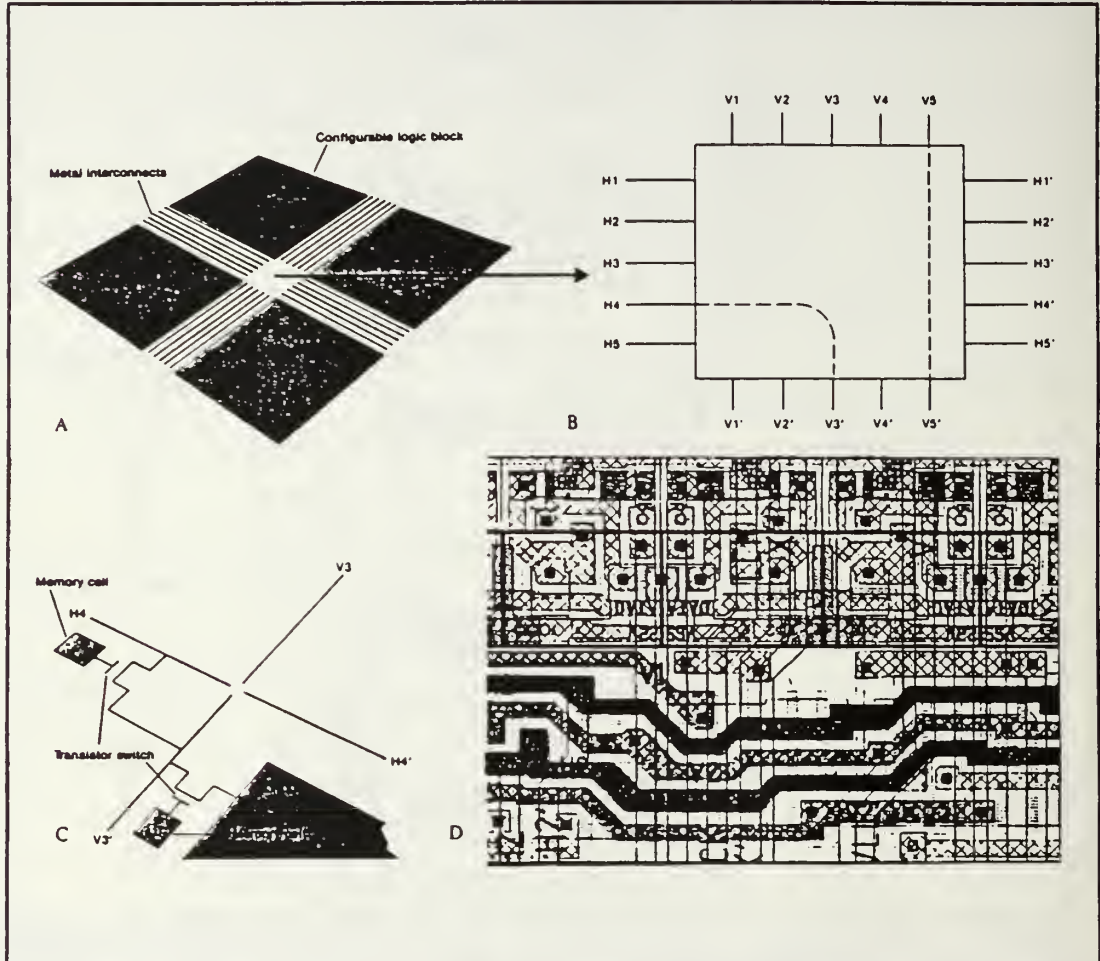 Configurable logic block
Metal interconnects
A
V1 V2 V3 V4 V5
H1 H1'
H2 H2'
H3 H3'
H4 H4'
H5 H5'
V1' V2' V3' V4' V5'
B
V3
Memory cell
H4
Transistor switch
H4'
V3'
C
D